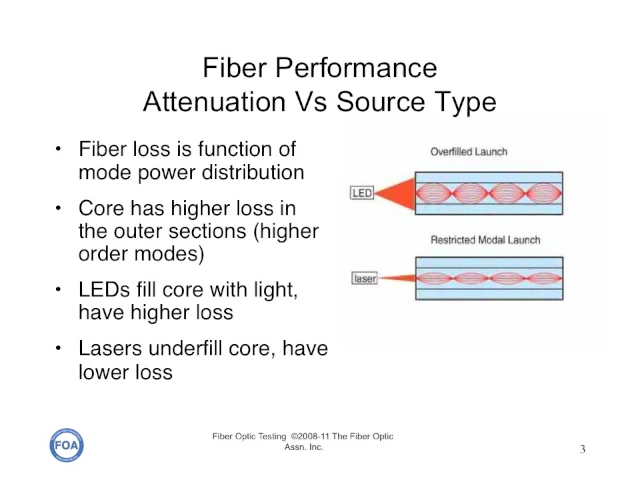 Fiber Performance
Attenuation Vs Source Type
• Fiber loss is function of
mode power distribution
• Core has higher loss in
the outer sections (higher
order modes)
• LEDs fill core with light,
have higher loss
• Lasers underfill core, have
lower loss
Overfilled Launch
LED
Restricted Modal Launch
laser
FOA
Fiber Optic Testing ©2008-11 The Fiber Optic
Assn. Inc.
3